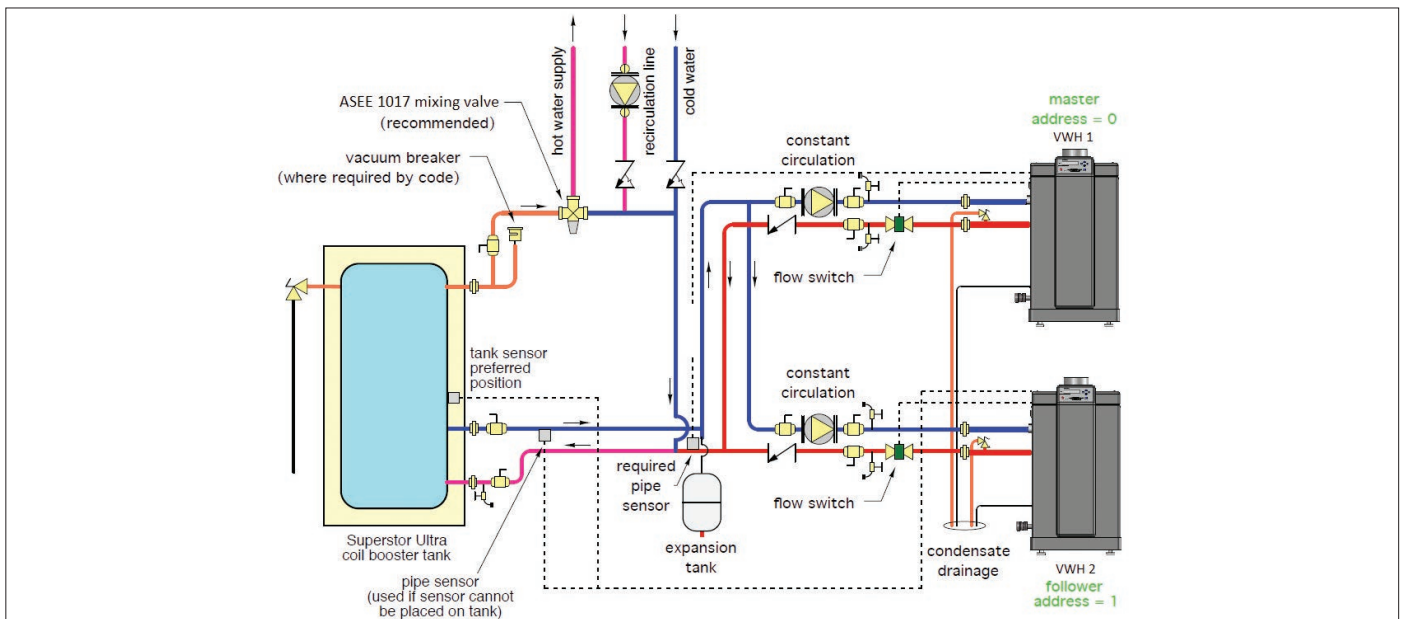 hot water supply
recirculation line
cold water
ASEE 1017 mixing valve
(recommended)
vacuum breaker
(where required by code)
constant
circulation
master
address = 0
VWH 1
flow switch
tank sensor
preferred
position
constant
circulation
required
pipe
sensor
flow switch
expansion
tank
condensate
drainage
Superstor Ultra
coil booster tank
pipe sensor
(used if sensor cannot
be placed on tank)
VWH 2
follower
address = 1